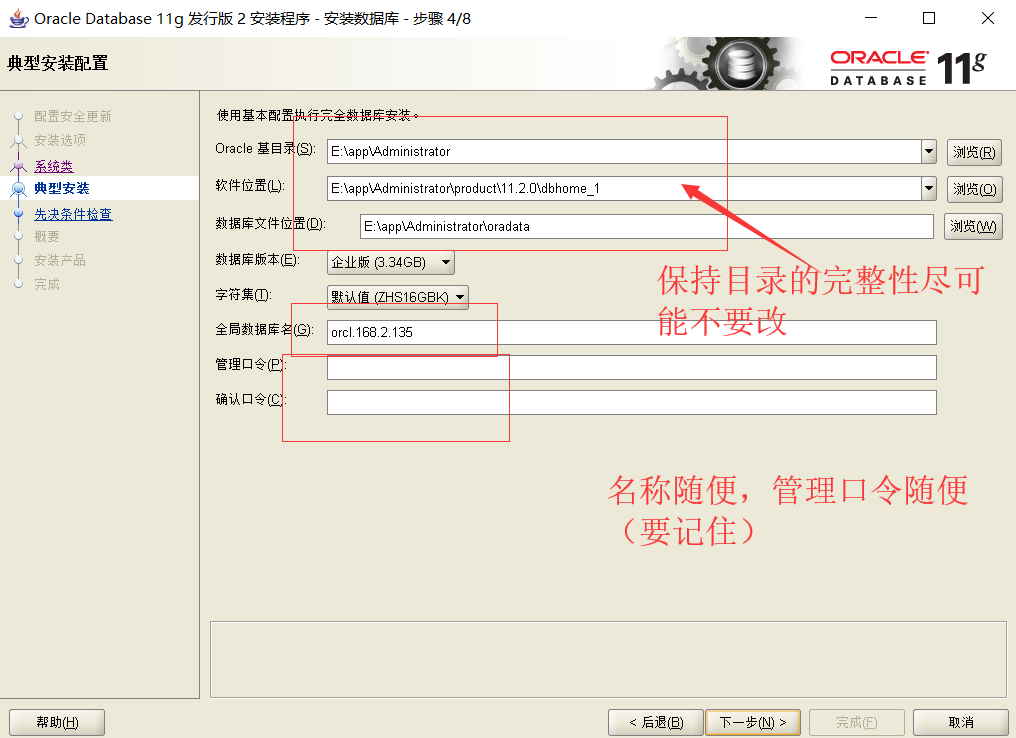 Oracle Database 11g 发行版 2 安装程序 - 安装数据库 - 步骤 4/8
典型安装配置
ORACLE
DATABASE
11g
配置安全更新
安装选项
系统类
典型安装
先决条件检查
概要
安装产品
完成
使用基本配置执行完全数据库安装。
Oracle 基目录(S): E:\app\Administrator 浏览(R)
软件位置(L): E:\app\Administrator\product\11.2.0\dbhome_1 浏览(O)
数据库文件位置(D): E:\app\Administrator\oradata 浏览(W)
数据库版本(E): 企业版 (3.34GB)
字符集(T): 默认值 (ZHS16GBK)
全局数据库名(G): orcl.168.2.135
管理口令(P):
确认口令(C):
保持目录的完整性尽可
能不要改
名称随便，管理口令随便
（要记住）
帮助(H) < 后退(B) 下一步(N) > 完成(F) 取消